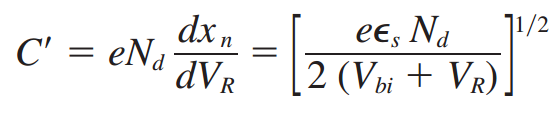 C′ = eN_d dx_n/dV_R = [eϵ_s N_d / 2 (V_bi + V_R)]^1/2